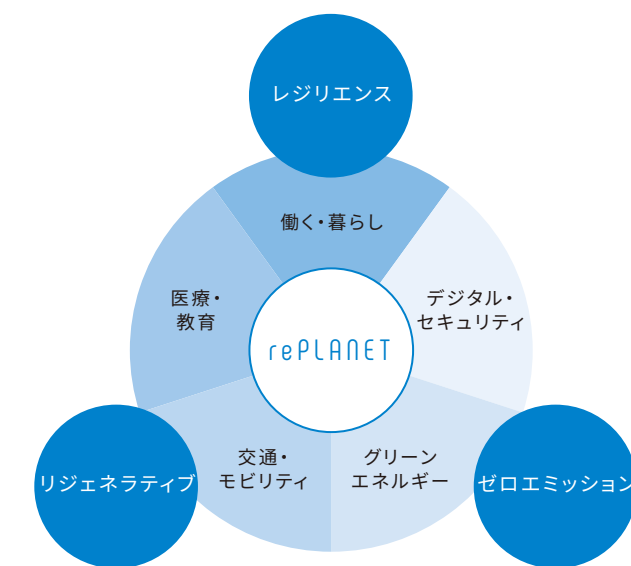 レジリエンス
働く・暮らし
医療・
教育
デジタル・
セキュリティ
rePLANET
交通・
モビリティ
グリーン
エネルギー
リジェネラティブ
ゼロエミッション